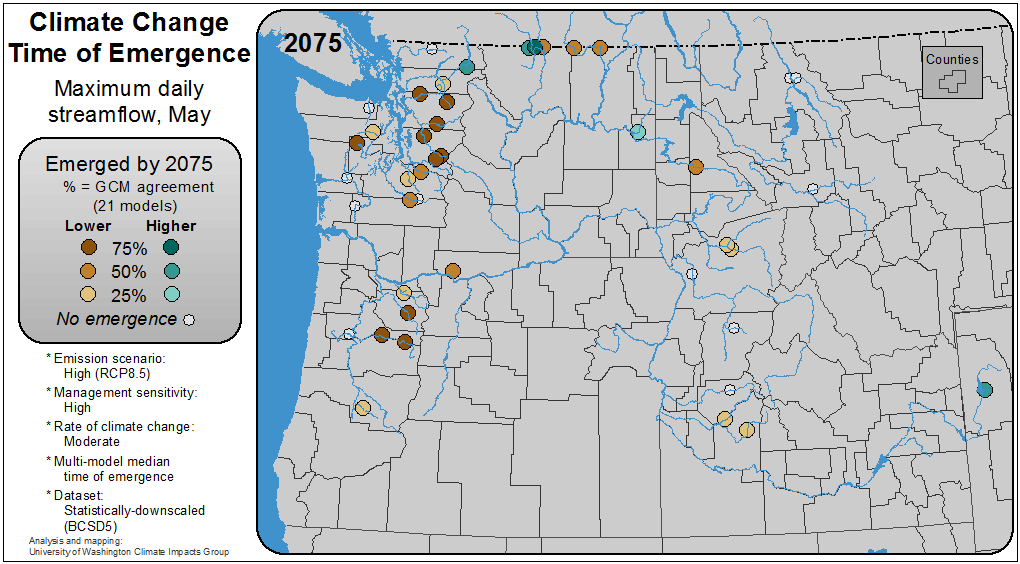 Climate Change
Time of Emergence
Maximum daily
streamflow, May
Emerged by 2075
% = GCM agreement
(21 models)
Lower Higher
75%
50%
25%
No emergence
* Emission scenario:
High (RCP8.5)
* Management sensitivity:
High
* Rate of climate change:
Moderate
* Multi-model median
time of emergence
* Dataset:
Statistically-downscaled
(BCSD5)
Analysis and mapping:
University of Washington Climate Impacts Group
2075
Counties